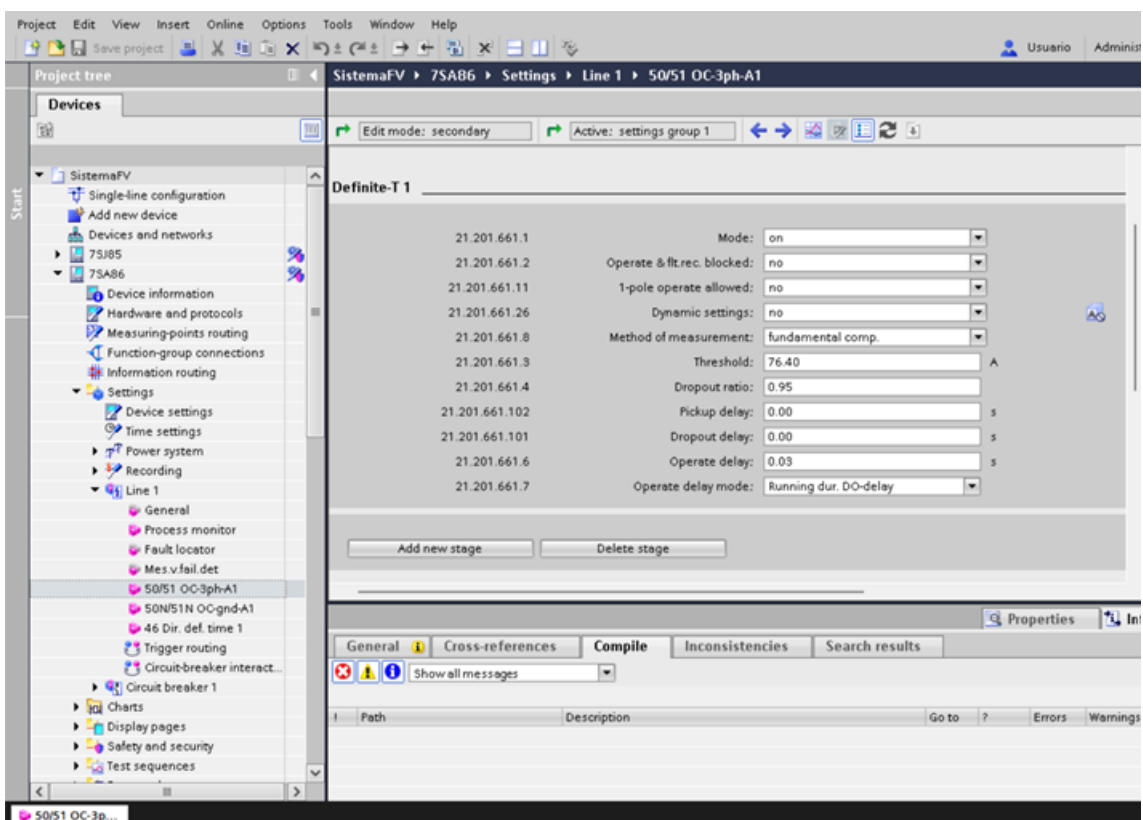 Project Edit View Insert Online Options Tools Window Help
Save project
Usuario Administ
Start
Project tree
Devices
SistemaFV
Single-line configuration
Add new device
Devices and networks
7SJ85
7SA86
Device information
Hardware and protocols
Measuring-points routing
Function-group connections
Information routing
Settings
Device settings
Time settings
Power system
Recording
Line 1
General
Process monitor
Fault locator
Mes.v.fail.det
50/51 OC-3ph-A1
50N/51N OC-gnd-A1
46 Dir. def. time 1
Trigger routing
Circuit-breaker interact...
Circuit breaker 1
Charts
Display pages
Safety and security
Test sequences
SistemaFV 7SA86 Settings Line 1 50/51 OC-3ph-A1
Edit mode: secondary Active: settings group 1
Definite-T 1
21.201.661.1 Mode: on
21.201.661.2 Operate & flt.rec. blocked: no
21.201.661.11 1-pole operate allowed: no
21.201.661.26 Dynamic settings: no
21.201.661.8 Method of measurement: fundamental comp.
21.201.661.3 Threshold: 76.40 A
21.201.661.4 Dropout ratio: 0.95
21.201.661.102 Pickup delay: 0.00 s
21.201.661.101 Dropout delay: 0.00 s
21.201.661.6 Operate delay: 0.03 s
21.201.661.7 Operate delay mode: Running dur. DO-delay
Add new stage Delete stage
Properties In
General Cross-references Compile Inconsistencies Search results
Show all messages
! Path Description Go to ? Errors Warnings
50/51 OC-3p...